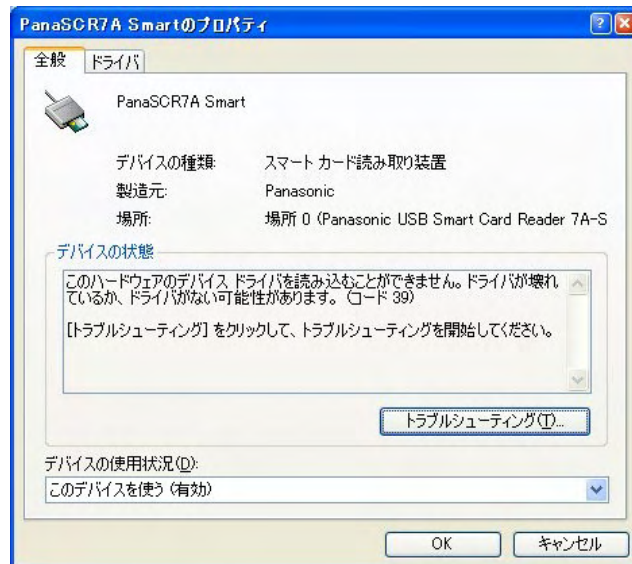 PanaSCR7A Smartのプロパティ
全般 ドライバ
PanaSCR7A Smart
デバイスの種類: スマート カード読み取り装置
製造元: Panasonic
場所: 場所 0 (Panasonic USB Smart Card Reader 7A-S
デバイスの状態
このハードウェアのデバイス ドライバを読み込むことができません。ドライバが壊れ
ているか、ドライバがない可能性があります。 (コード 39)
[トラブルシューティング] をクリックして、トラブルシューティングを開始してください。
トラブルシューティング(T)...
デバイスの使用状況(D):
このデバイスを使う (有効)
OK キャンセル